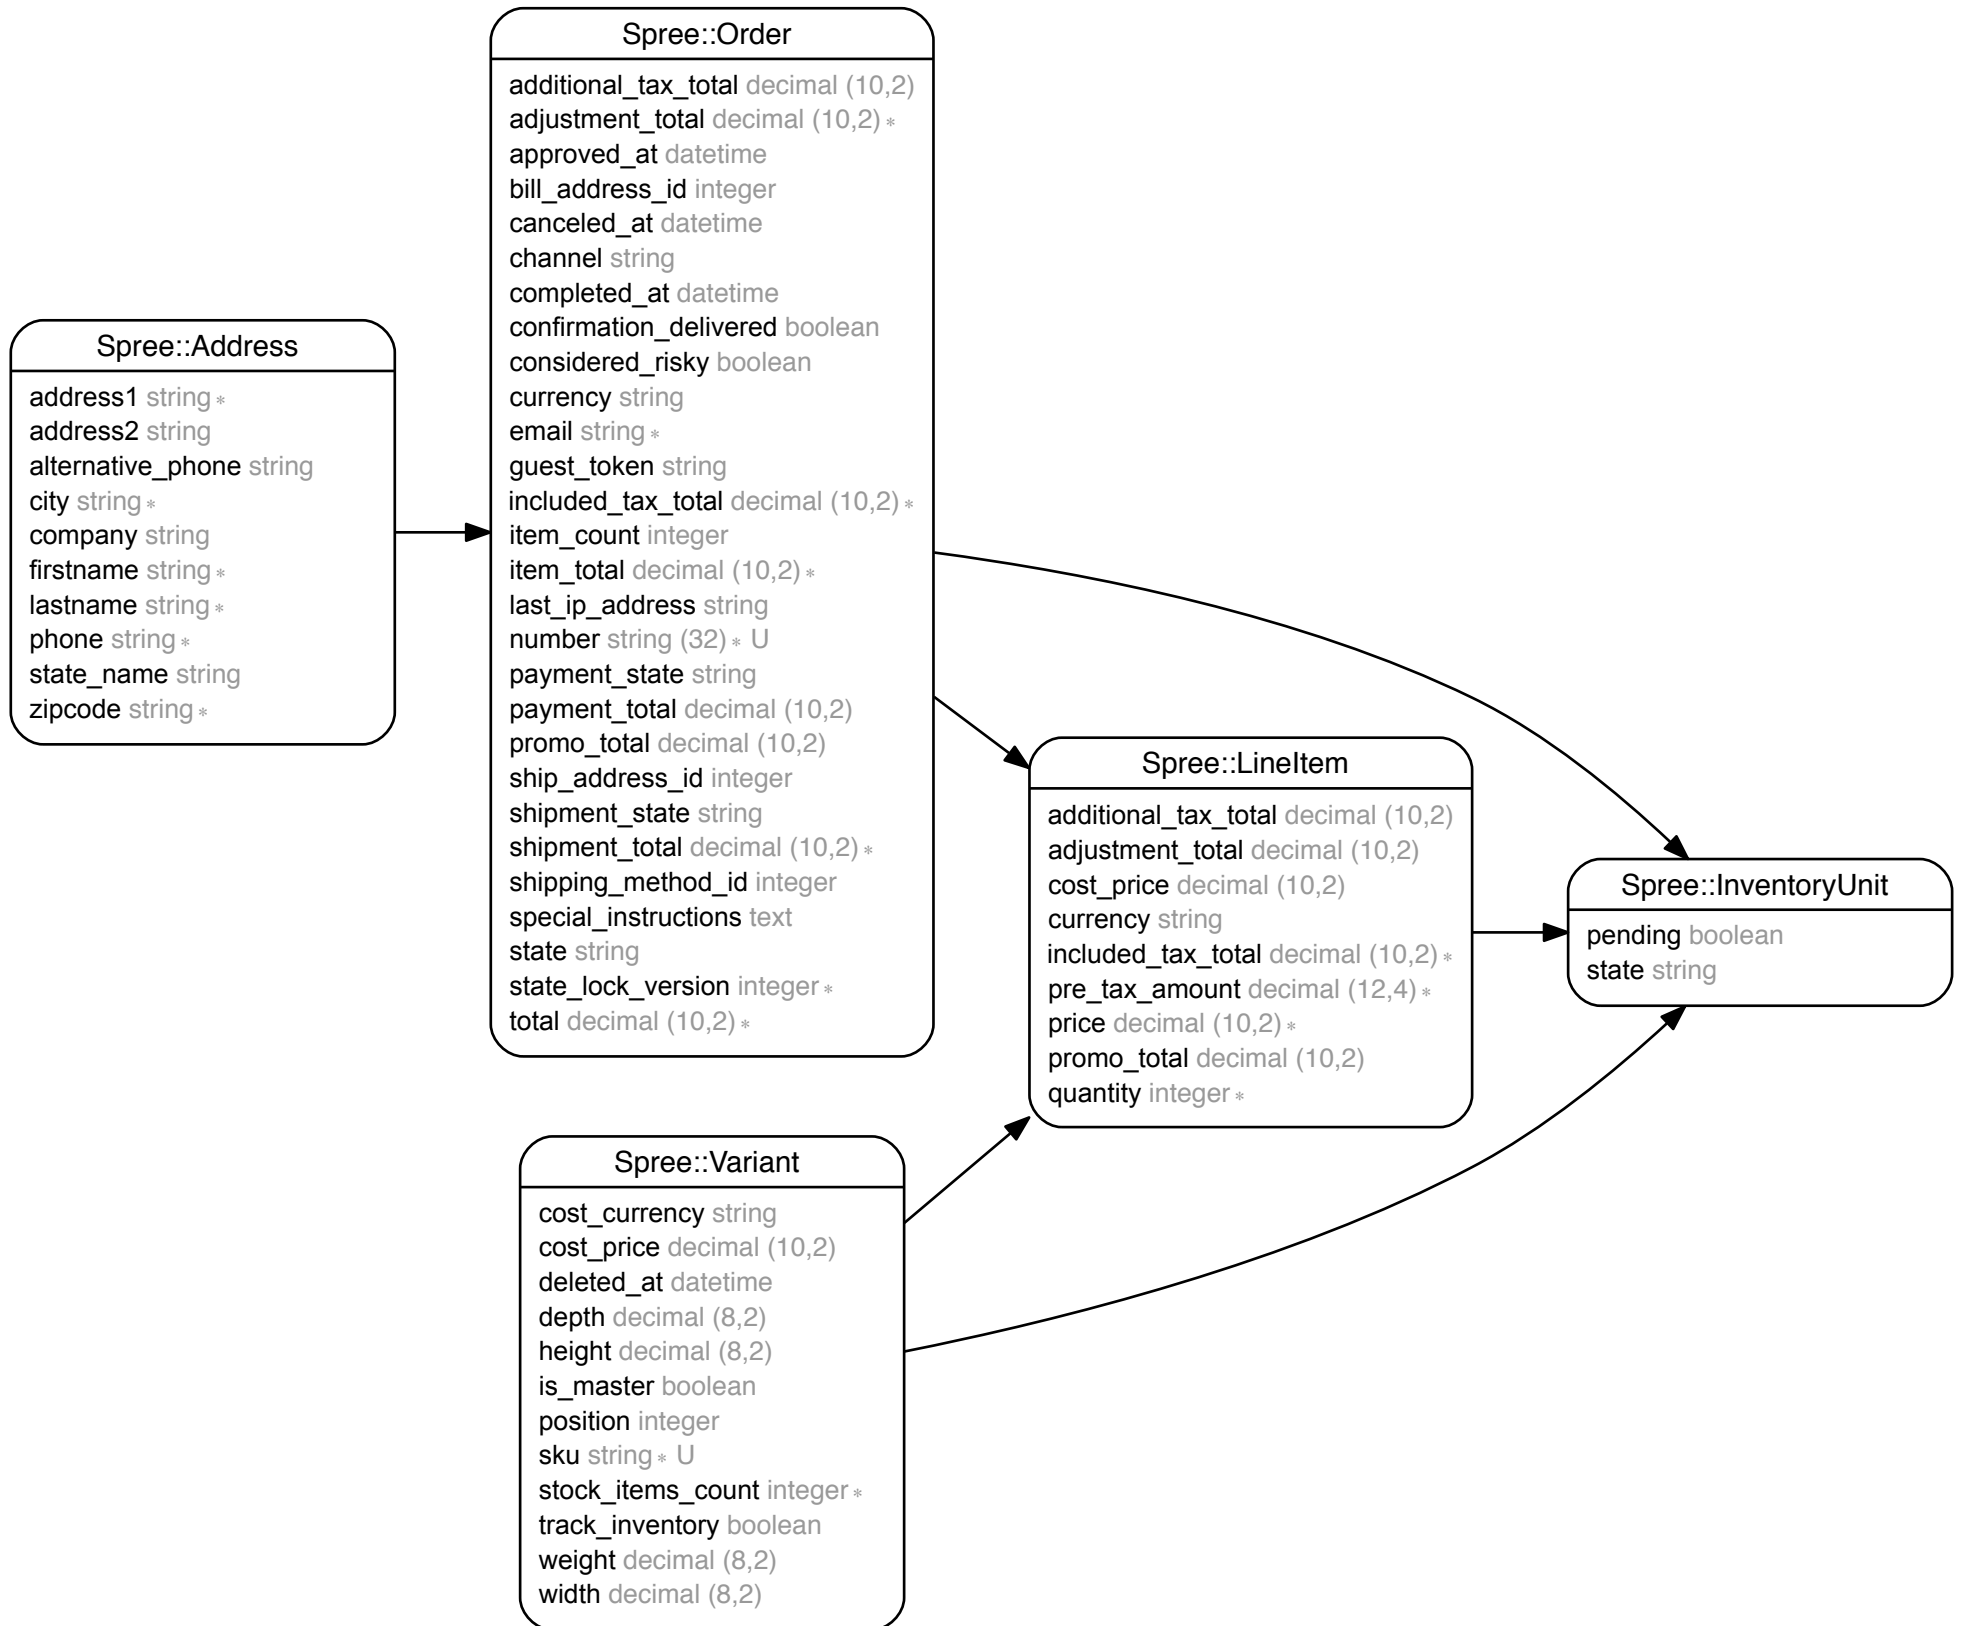 Spree::Order
additional_tax_total decimal (10,2)
adjustment_total decimal (10,2) *
approved_at datetime
bill_address_id integer
canceled_at datetime
channel string
completed_at datetime
confirmation_delivered boolean
considered_risky boolean
currency string
email string *
guest_token string
included_tax_total decimal (10,2) *
item_count integer
item_total decimal (10,2) *
last_ip_address string
number string (32) * U
payment_state string
payment_total decimal (10,2)
promo_total decimal (10,2)
ship_address_id integer
shipment_state string
shipment_total decimal (10,2) *
shipping_method_id integer
special_instructions text
state string
state_lock_version integer *
total decimal (10,2) *
Spree::Address
address1 string *
address2 string
alternative_phone string
city string *
company string
firstname string *
lastname string *
phone string *
state_name string
zipcode string *
Spree::LineItem
additional_tax_total decimal (10,2)
adjustment_total decimal (10,2)
cost_price decimal (10,2)
currency string
included_tax_total decimal (10,2) *
pre_tax_amount decimal (12,4) *
price decimal (10,2) *
promo_total decimal (10,2)
quantity integer *
Spree::InventoryUnit
pending boolean
state string
Spree::Variant
cost_currency string
cost_price decimal (10,2)
deleted_at datetime
depth decimal (8,2)
height decimal (8,2)
is_master boolean
position integer
sku string * U
stock_items_count integer *
track_inventory boolean
weight decimal (8,2)
width decimal (8,2)